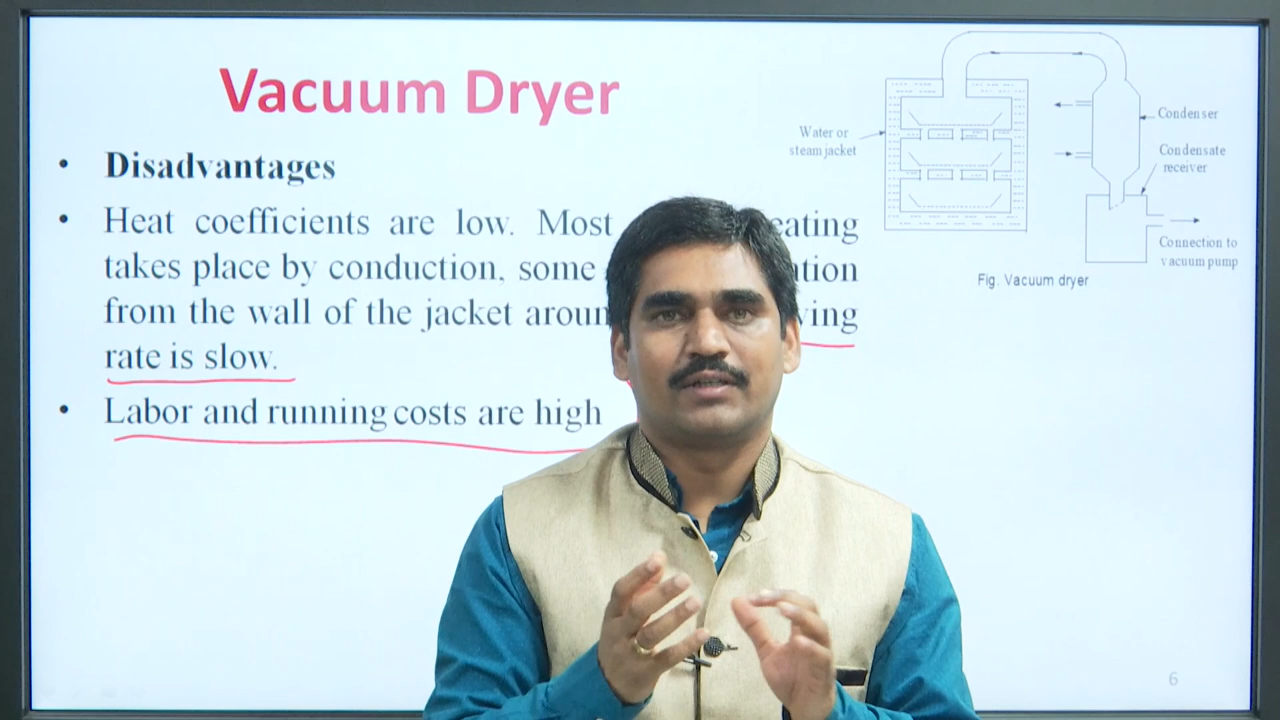 Vacuum Dryer
• Disadvantages
• Heat coefficients are low. Most
takes place by conduction, some
from the wall of the jacket
rate is slow.
• Labor and running costs are high
Water or
steam jacket
Condenser
Condensate
receiver
Connection to
vacuum pump
Fig. Vacuum dryer
6